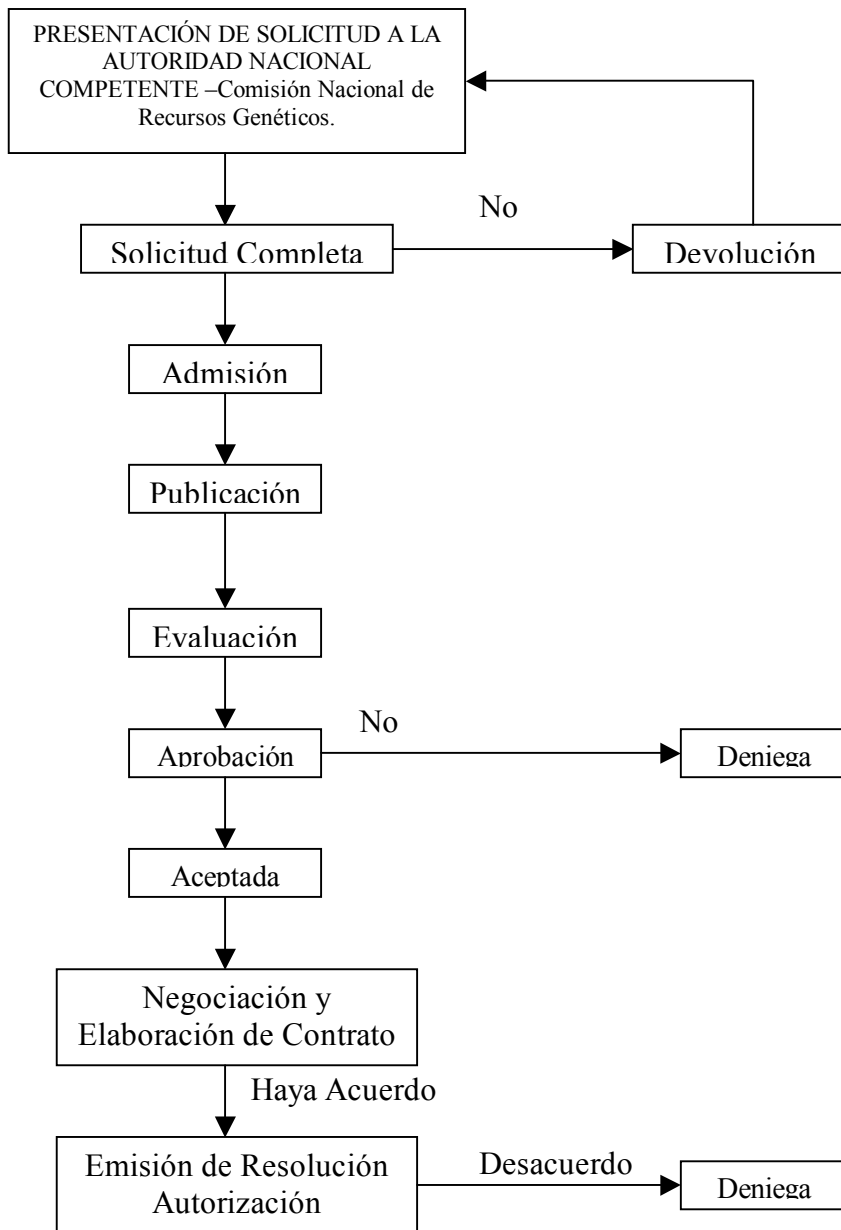 PRESENTACIÓN DE SOLICITUD A LA
AUTORIDAD NACIONAL
COMPETENTE –Comisión Nacional de
Recursos Genéticos.
No
Solicitud Completa
Devolución
Admisión
Publicación
Evaluación
No
Aprobación
Deniega
Aceptada
Negociación y
Elaboración de Contrato
Haya Acuerdo
Emisión de Resolución
Autorización
Desacuerdo
Deniega